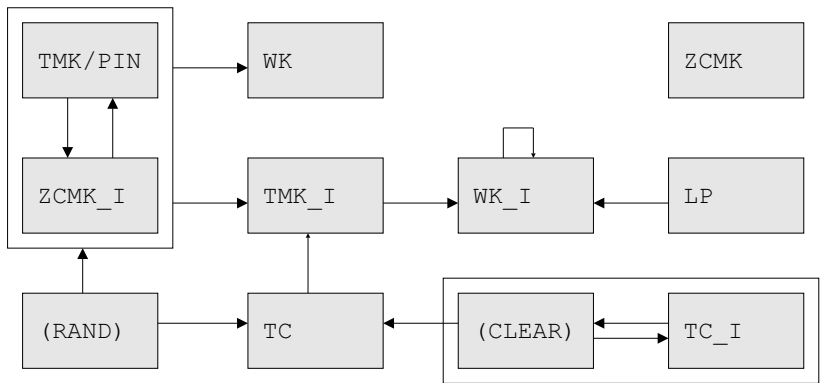 TMK/PIN
WK
ZCMK
ZCMK_I
TMK_I
WK_I
LP
(RAND)
TC
(CLEAR)
TC_I